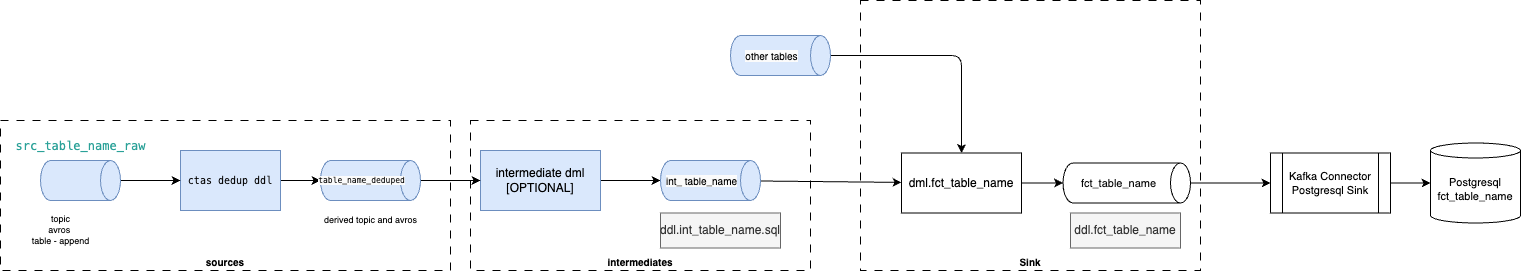 other tables
src_table_name_raw
ctas dedup ddl
table_name_deduped
topic
avros
table - append
derived topic and avros
sources
intermediate dml
[OPTIONAL]
int_ table_name
ddl.int_table_name.sql
intermediates
dml.fct_table_name
fct_table_name
ddl.fct_table_name
Sink
Kafka Connector
Postgresql Sink
Postgresql
fct_table_name